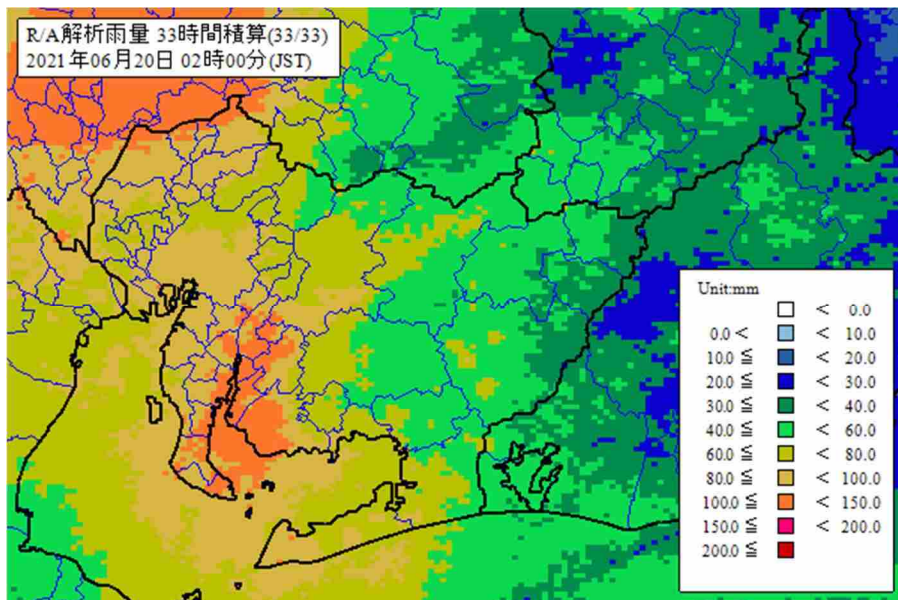 R/A解析雨量 33時間積算(33/33)
2021年06月20日 02時00分(JST)
Unit:mm
< 0.0
0.0 < < 10.0
10.0 ≦ < 20.0
20.0 ≦ < 30.0
30.0 ≦ < 40.0
40.0 ≦ < 60.0
60.0 ≦ < 80.0
80.0 ≦ < 100.0
100.0 ≦ < 150.0
150.0 ≦ < 200.0
200.0 ≦